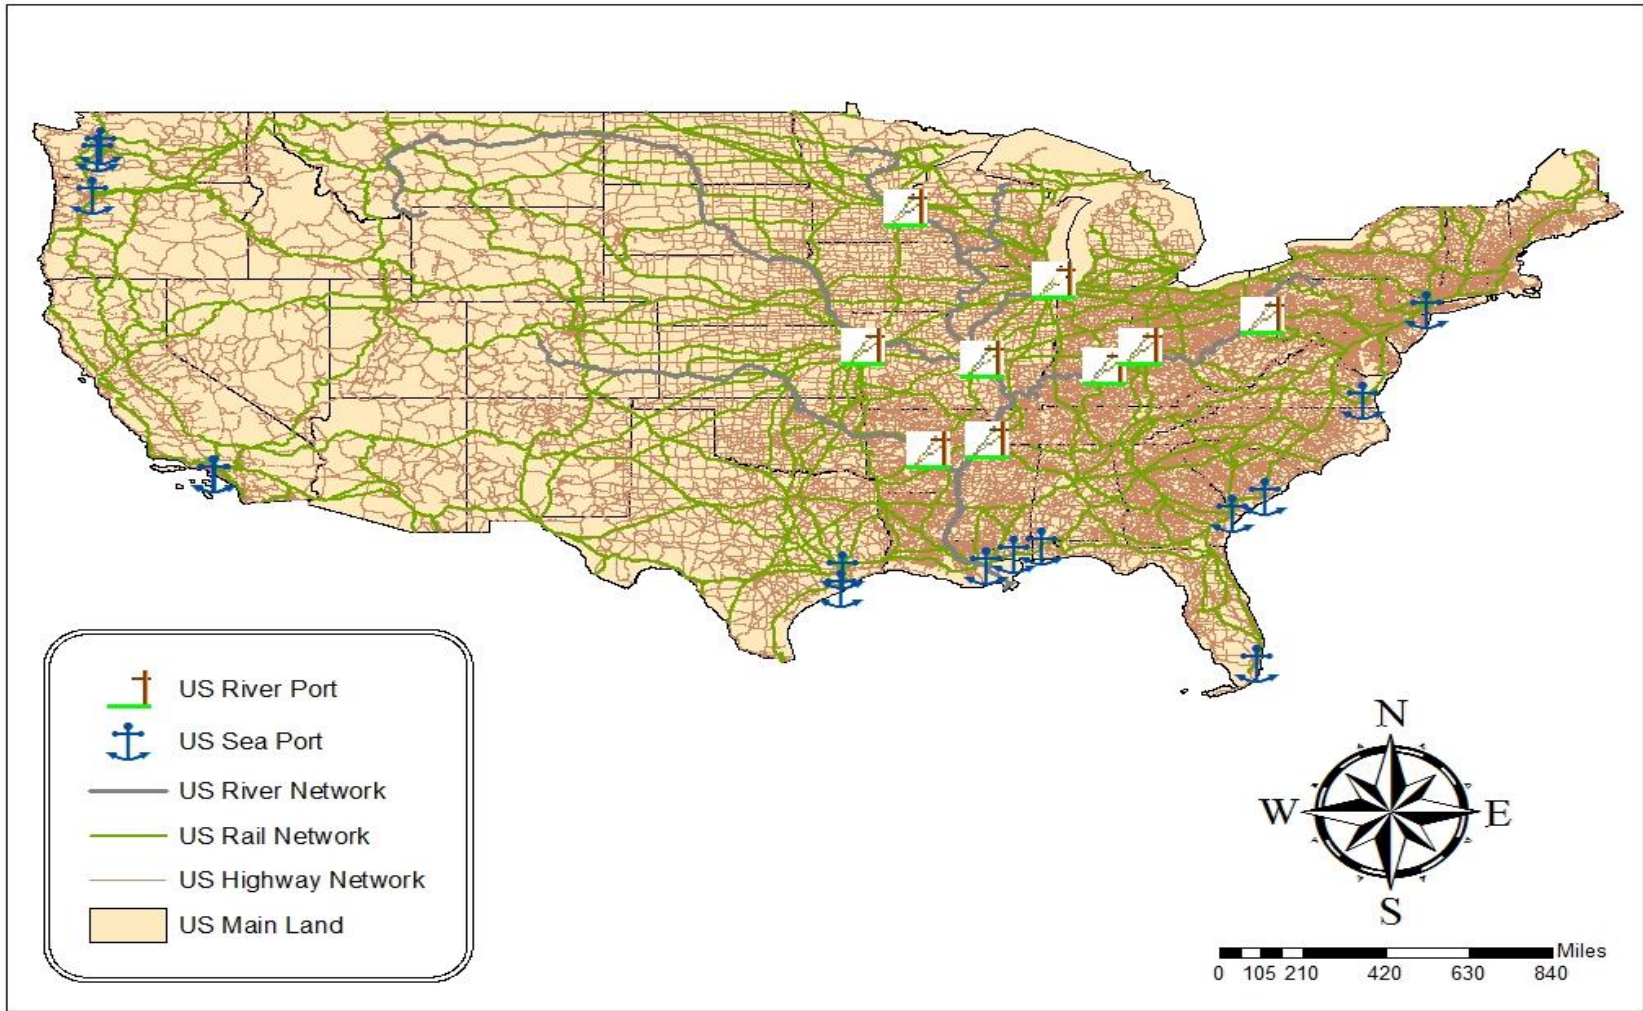 US River Port
US Sea Port
US River Network
US Rail Network
US Highway Network
US Main Land
N
W E
S
Miles
0 105 210 420 630 840